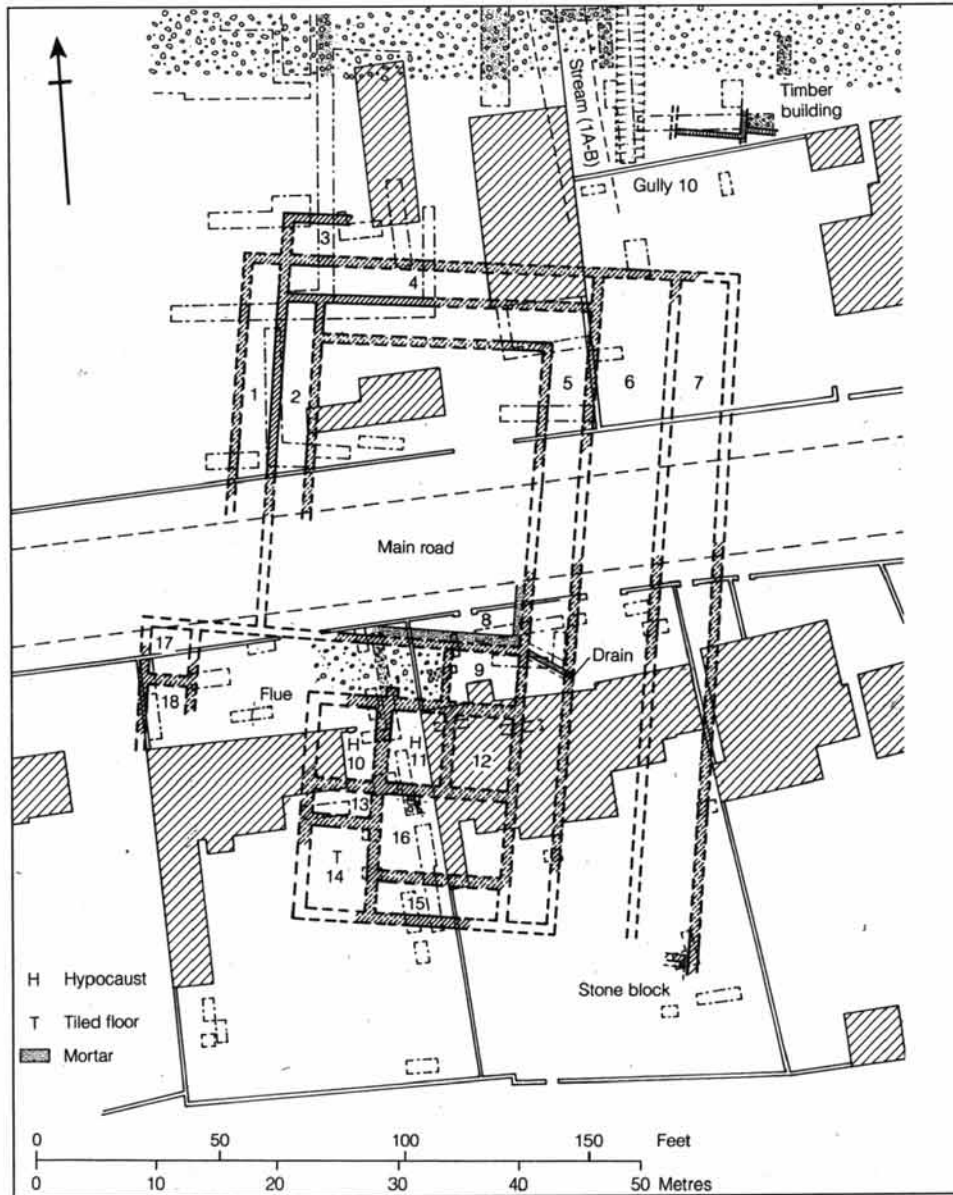 Timber
building
Stream (1A-B)
Gully 10
3
4
1
2
5
6
7
Main road
8
17
9
Drain
18
Flue
H
10
H
11
12
13
16
T
14
15
Stone block
H Hypocaust
T Tiled floor
Mortar
0 50 100 150 Feet
0 10 20 30 40 50 Metres